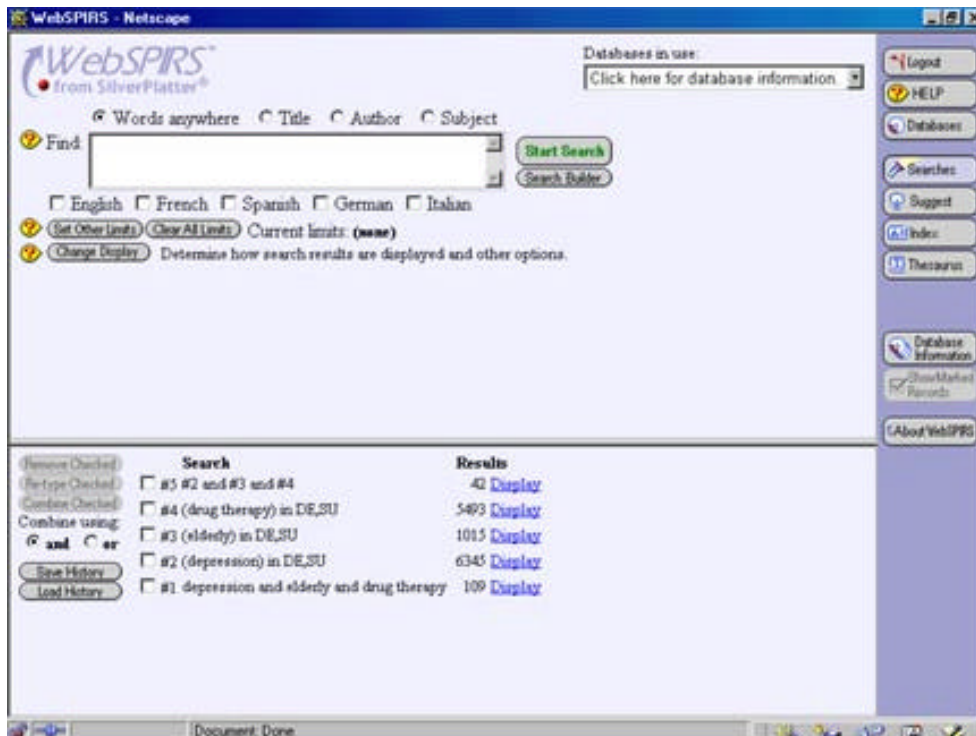 WebSPIRS - Netscape
WebSPIRS™
from SilverPlatter®
Databases in use:
Click here for database information
Words anywhere Title Author Subject
Find:
Start Search
Search Builder
English French Spanish German Italian
Set Other Limits Clear All Limits Current limits: (none)
Change Display Determine how search results are displayed and other options.
Logout
HELP
Databases
Searches
Suggest
Index
Thesaurus
Database
Information
Show Marked
Records
About WebSPIRS
Remove Checked
Re-type Checked
Combine Checked
Combine using:
and or
Save History
Load History
Search Results
#5 #2 and #3 and #4 42 Display
#4 (drug therapy) in DE,SU 5493 Display
#3 (elderly) in DE,SU 1015 Display
#2 (depression) in DE,SU 6345 Display
#1 depression and elderly and drug therapy 109 Display
Document: Done